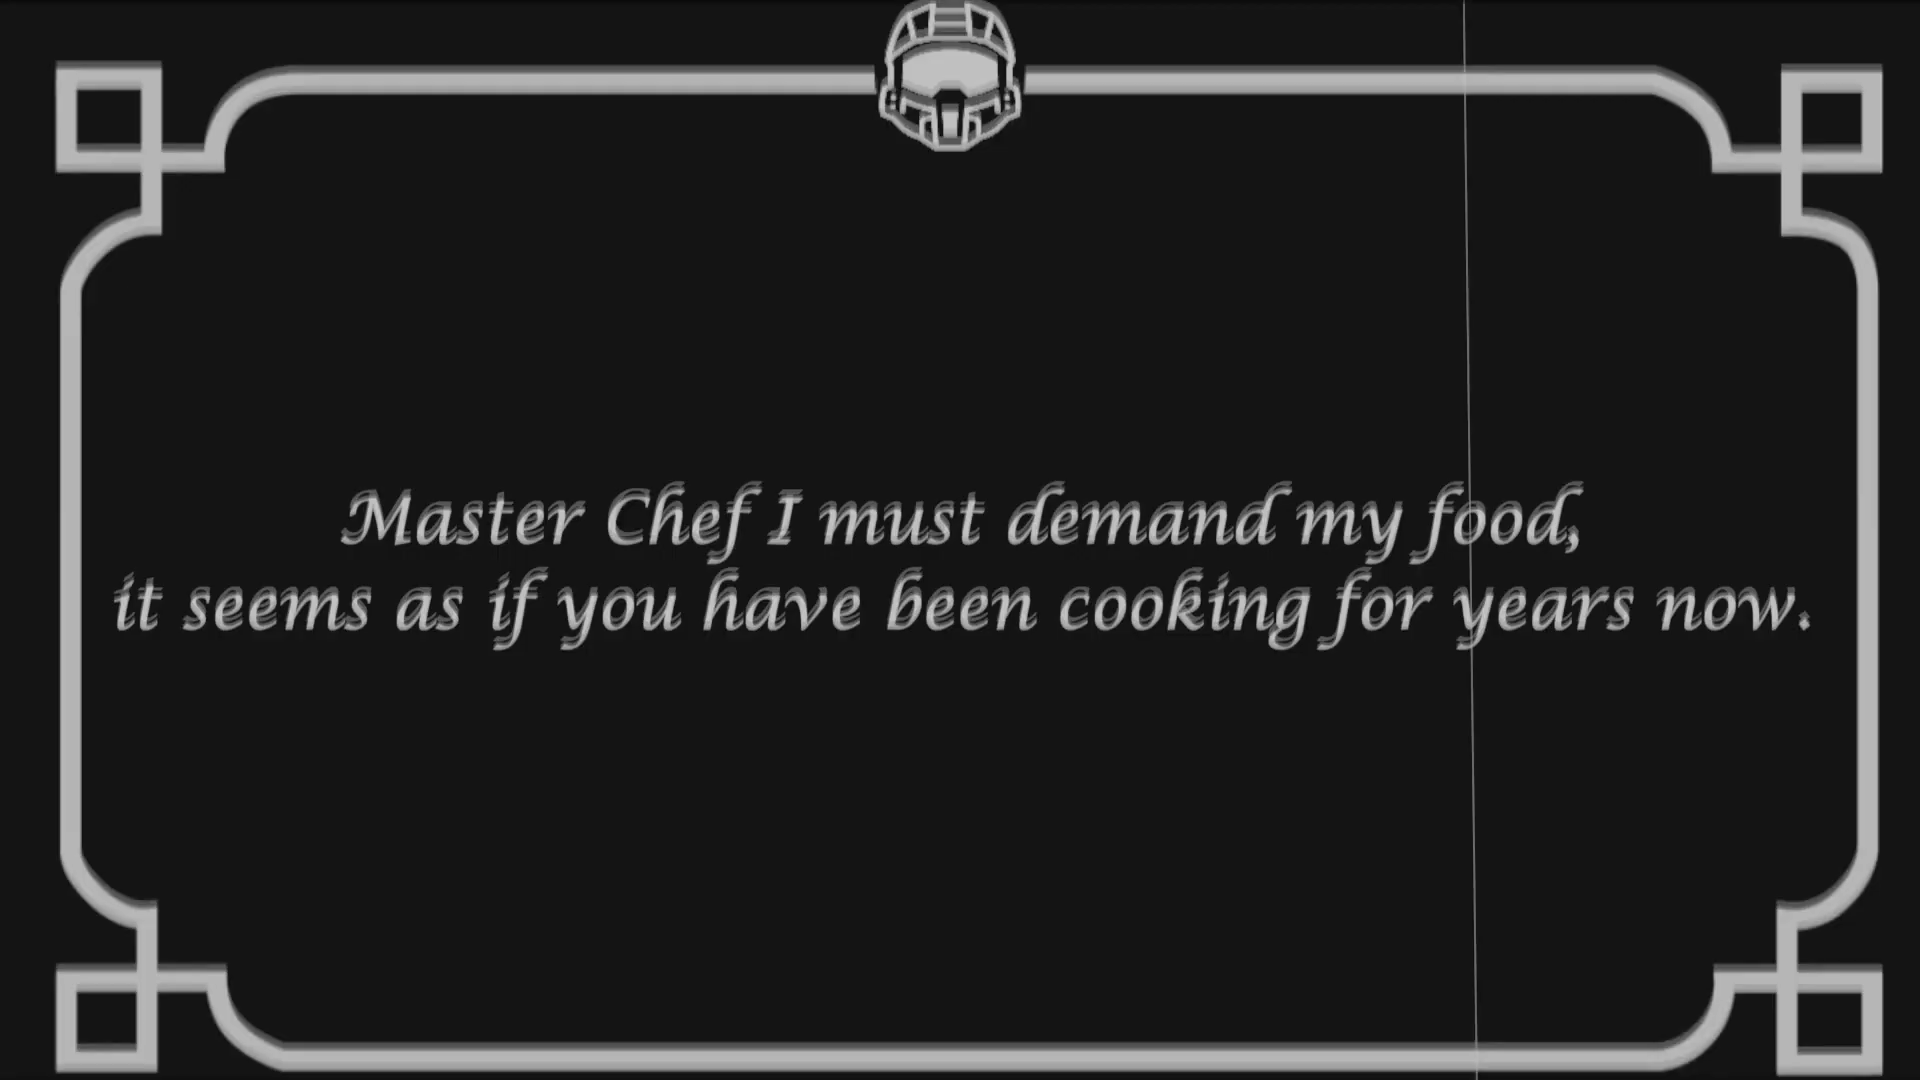 Master Chef I must demand my food,
it seems as if you have been cooking for years now.